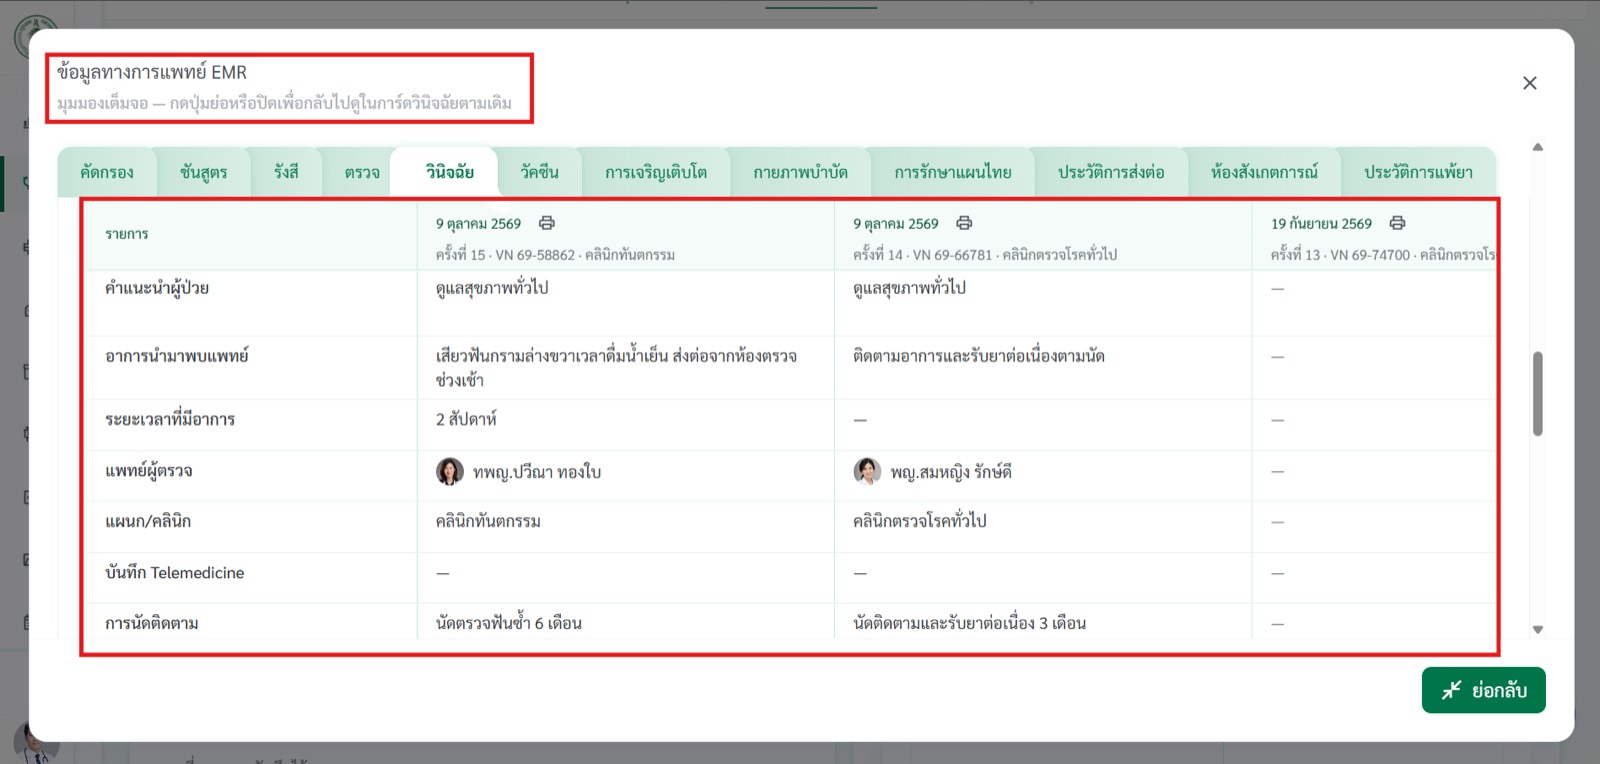 ข้อมูลทางการแพทย์ EMR
มุมมองเต็มจอ — กดปุ่มย่อหรือปิดเพื่อกลับไปดูในการ์ดวินิจฉัยตามเดิม
คัดกรอง ชันสูตร รังสี ตรวจ วินิจฉัย วัคซีน การเจริญเติบโต กายภาพบำบัด การรักษาแผนไทย ประวัติการส่งต่อ ห้องสังเกตการณ์ ประวัติการแพ้ยา
รายการ 9 ตุลาคม 2569 9 ตุลาคม 2569 19 กันยายน 2569
ครั้งที่ 15 · VN 69-58862 · คลินิกทันตกรรม ครั้งที่ 14 · VN 69-66781 · คลินิกตรวจโรคทั่วไป ครั้งที่ 13 · VN 69-74700 · คลินิกตรวจโร
คำแนะนำผู้ป่วย ดูแลสุขภาพทั่วไป ดูแลสุขภาพทั่วไป —
อาการนำมาพบแพทย์ เสียวฟันกรามล่างขวาเวลาดื่มน้ำเย็น ส่งต่อจากห้องตรวจ ติดตามอาการและรับยาต่อเนื่องตามนัด —
ช่วงเช้า
ระยะเวลาที่มีอาการ 2 สัปดาห์ — —
แพทย์ผู้ตรวจ ทพญ.ปวีณา ทองใบ พญ.สมหญิง รักษ์ดี —
แผนก/คลินิก คลินิกทันตกรรม คลินิกตรวจโรคทั่วไป —
บันทึก Telemedicine — — —
การนัดติดตาม นัดตรวจฟันซ้ำ 6 เดือน นัดติดตามและรับยาต่อเนื่อง 3 เดือน —
ย่อกลับ